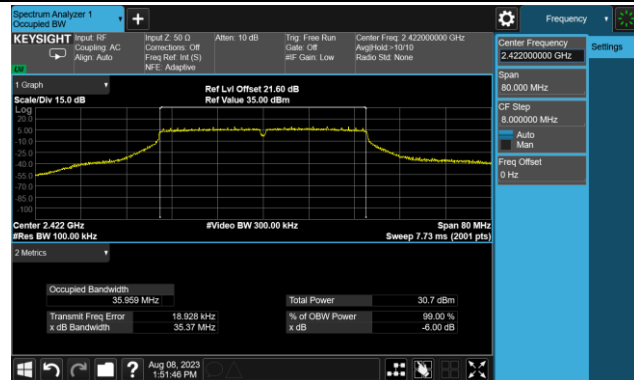 Spectrum Analyzer 1
Occupied BW
Frequency
KEYSIGHT
Input: RF
Coupling: AC
Align: Auto
Input Z: 50 Ω
Corrections: Off
Freq Ref: Int (S)
NFE: Adaptive
Atten: 10 dB
Trig: Free Run
Gate: Off
#IF Gain: Low
Center Freq: 2.422000000 GHz
Avg|Hold:>10/10
Radio Std: None
Center Frequency
2.422000000 GHz
Settings
Span
80.000 MHz
CF Step
8.000000 MHz
Auto
Man
Freq Offset
0 Hz
1 Graph
Scale/Div 15.0 dB
Ref Lvl Offset 21.60 dB
Ref Value 35.00 dBm
Log
20.0
5.00
-10.0
-25.0
-40.0
-55.0
-70.0
-85.0
-100
Center 2.422 GHz
#Res BW 100.00 kHz
#Video BW 300.00 kHz
Span 80 MHz
Sweep 7.73 ms (2001 pts)
2 Metrics
Occupied Bandwidth
35.959 MHz
Total Power 30.7 dBm
Transmit Freq Error 18.928 kHz
% of OBW Power 99.00 %
x dB Bandwidth 35.37 MHz
x dB -6.00 dB
Aug 08, 2023
1:51:46 PM